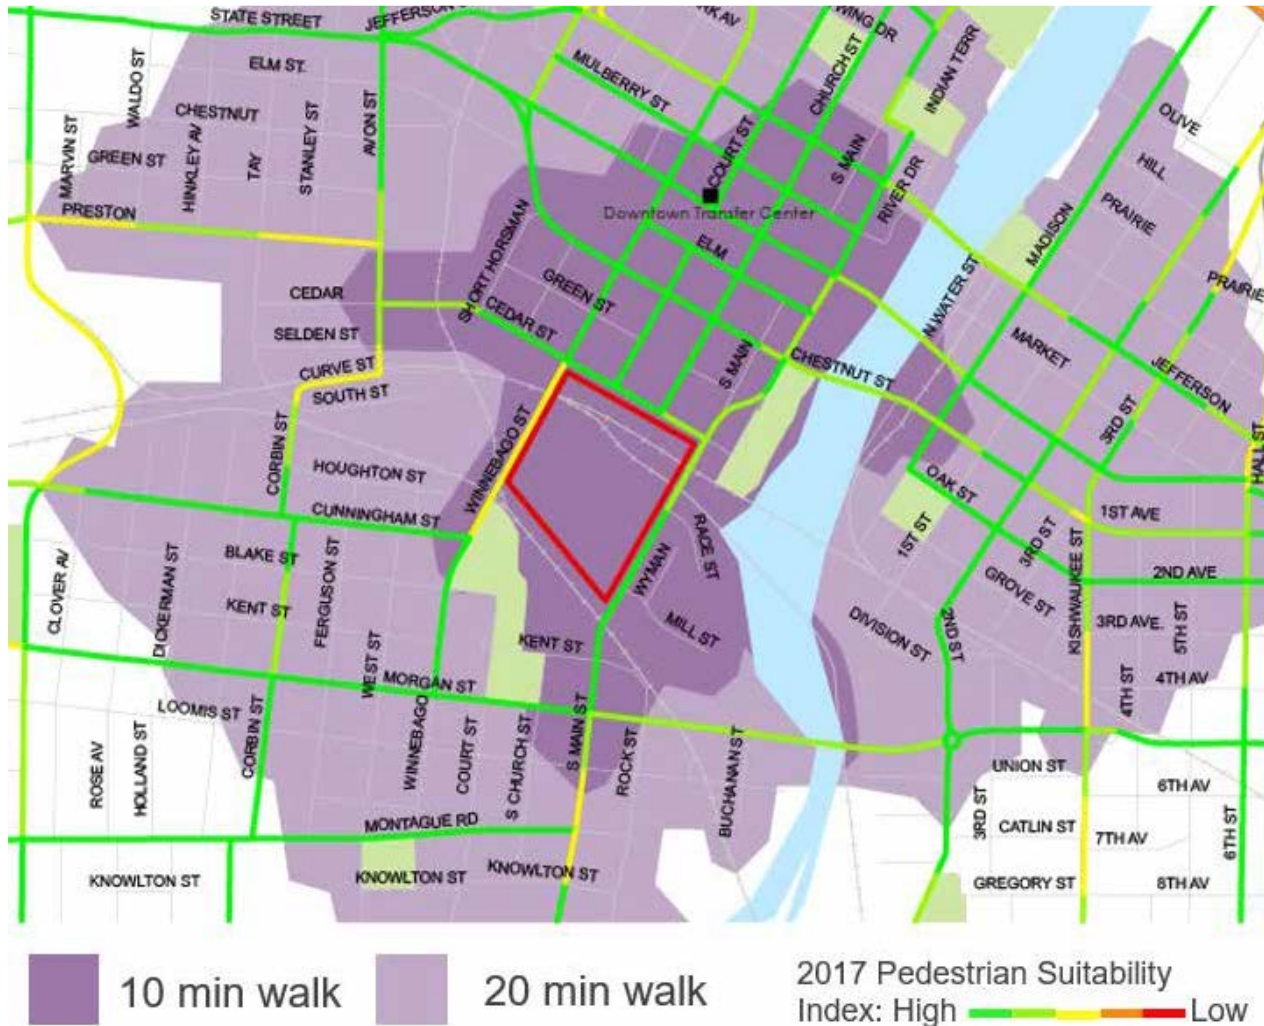 STATE STREET
JEFFERSON
RK AV
WING DR
CHURCH ST
INDIAN TERR
WALDO ST
ELM ST.
MULBERRY ST
OLIVE
CHESTNUT
AVON ST
STANLEY ST
COURT ST
S MAIN
MARVIN ST
GREEN ST
HINKLEY AV
TAY
HILL
PRESTON
Downtown Transfer Center
RIVER DR
PRAIRIE
MADISON
SHORT HORSMAN
ELM
CEDAR
GREEN ST
N WATER ST
PRAIRIE
SELDEN ST
CEDAR ST
MARKET
CURVE ST
S MAIN
CHESTNUT ST
JEFFERSON
SOUTH ST
3RD ST
CORBIN ST
WINNEBAGO ST
HALL ST
HOUGHTON ST
OAK ST
CUNNINGHAM ST
1ST AVE
BLAKE ST
RACE ST
1ST ST
3RD ST
CLOVER AV
DICKERMAN ST
FERGUSON ST
WYMAN
GROVE ST
KISHWAUKEE ST
2ND AVE
KENT ST
KENT ST
MILL ST
DIVISION ST
2ND ST
3RD AVE.
5TH ST
WEST ST
MORGAN ST
4TH AV
LOOMIS ST
CORBIN ST
WINNEBAGO
COURT ST
S CHURCH ST
S MAIN ST
ROCK ST
BUCHANAN ST
4TH ST
ROSE AV
HOLLAND ST
UNION ST
6TH AV
MONTAGUE RD
3RD ST
CATLIN ST
7TH AV
6TH ST
KNOWLTON ST
KNOWLTON ST
KNOWLTON ST
GREGORY ST
8TH AV
10 min walk
20 min walk
2017 Pedestrian Suitability
Index: High Low